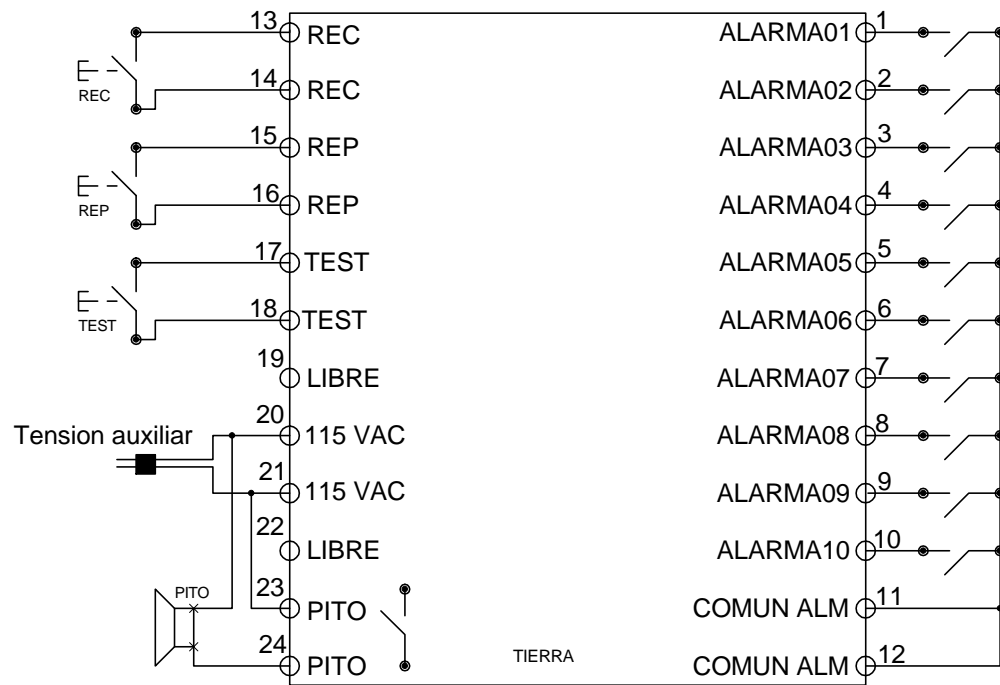 13 REC ALARMA01 1
REC 14 REC ALARMA02 2
15 REP ALARMA03 3
REP 16 REP ALARMA04 4
17 TEST ALARMA05 5
TEST 18 TEST ALARMA06 6
19 LIBRE ALARMA07 7
Tension auxiliar 20 115 VAC ALARMA08 8
21 115 VAC ALARMA09 9
22 LIBRE ALARMA10 10
PITO 23 PITO COMUN ALM 11
24 PITO TIERRA COMUN ALM 12